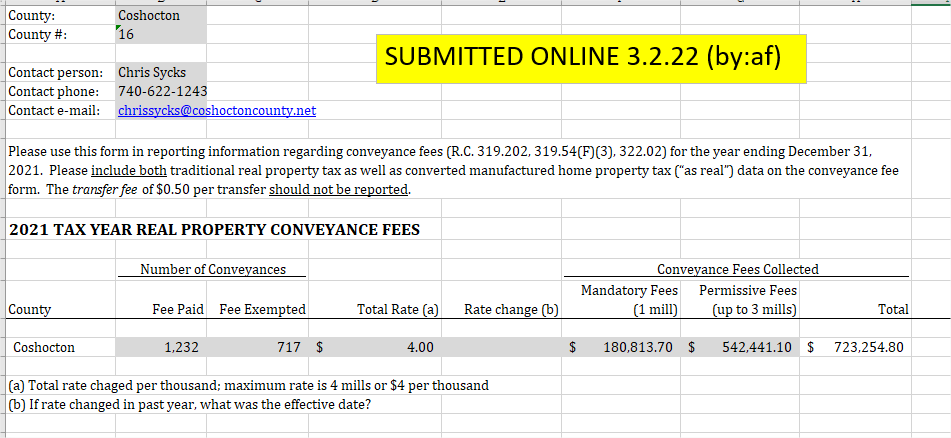 County: Coshocton
County #: 16
SUBMITTED ONLINE 3.2.22 (by:af)
Contact person: Chris Sycks
Contact phone: 740-622-1243
Contact e-mail: chrissycks@coshoctoncounty.net
Please use this form in reporting information regarding conveyance fees (R.C. 319.202, 319.54(F)(3), 322.02) for the year ending December 31,
2021. Please include both traditional real property tax as well as converted manufactured home property tax ("as real") data on the conveyance fee
form. The transfer fee of $0.50 per transfer should not be reported.
2021 TAX YEAR REAL PROPERTY CONVEYANCE FEES
Number of Conveyances Conveyance Fees Collected
Mandatory Fees Permissive Fees
County Fee Paid Fee Exempted Total Rate (a) Rate change (b) (1 mill) (up to 3 mills) Total
Coshocton 1,232 717 $ 4.00 $ 180,813.70 $ 542,441.10 $ 723,254.80
(a) Total rate chaged per thousand; maximum rate is 4 mills or $4 per thousand
(b) If rate changed in past year, what was the effective date?